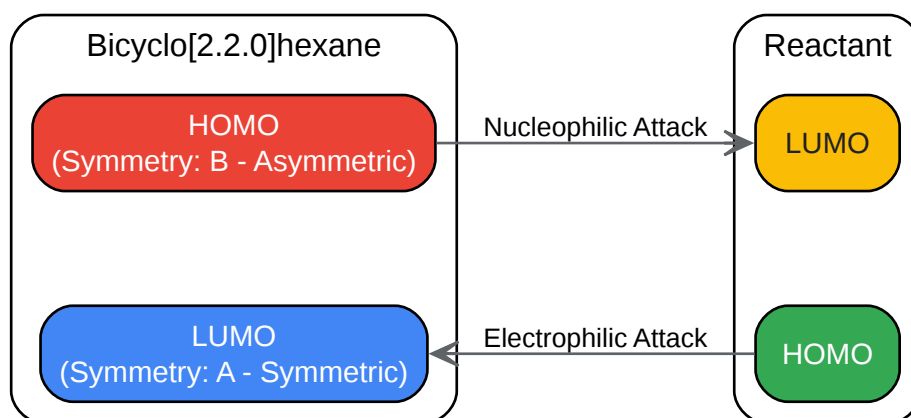 Bicyclo[2.2.0]hexane
Reactant
HOMO
(Symmetry: B - Asymmetric)
Nucleophilic Attack
LUMO
LUMO
(Symmetry: A - Symmetric)
Electrophilic Attack
HOMO